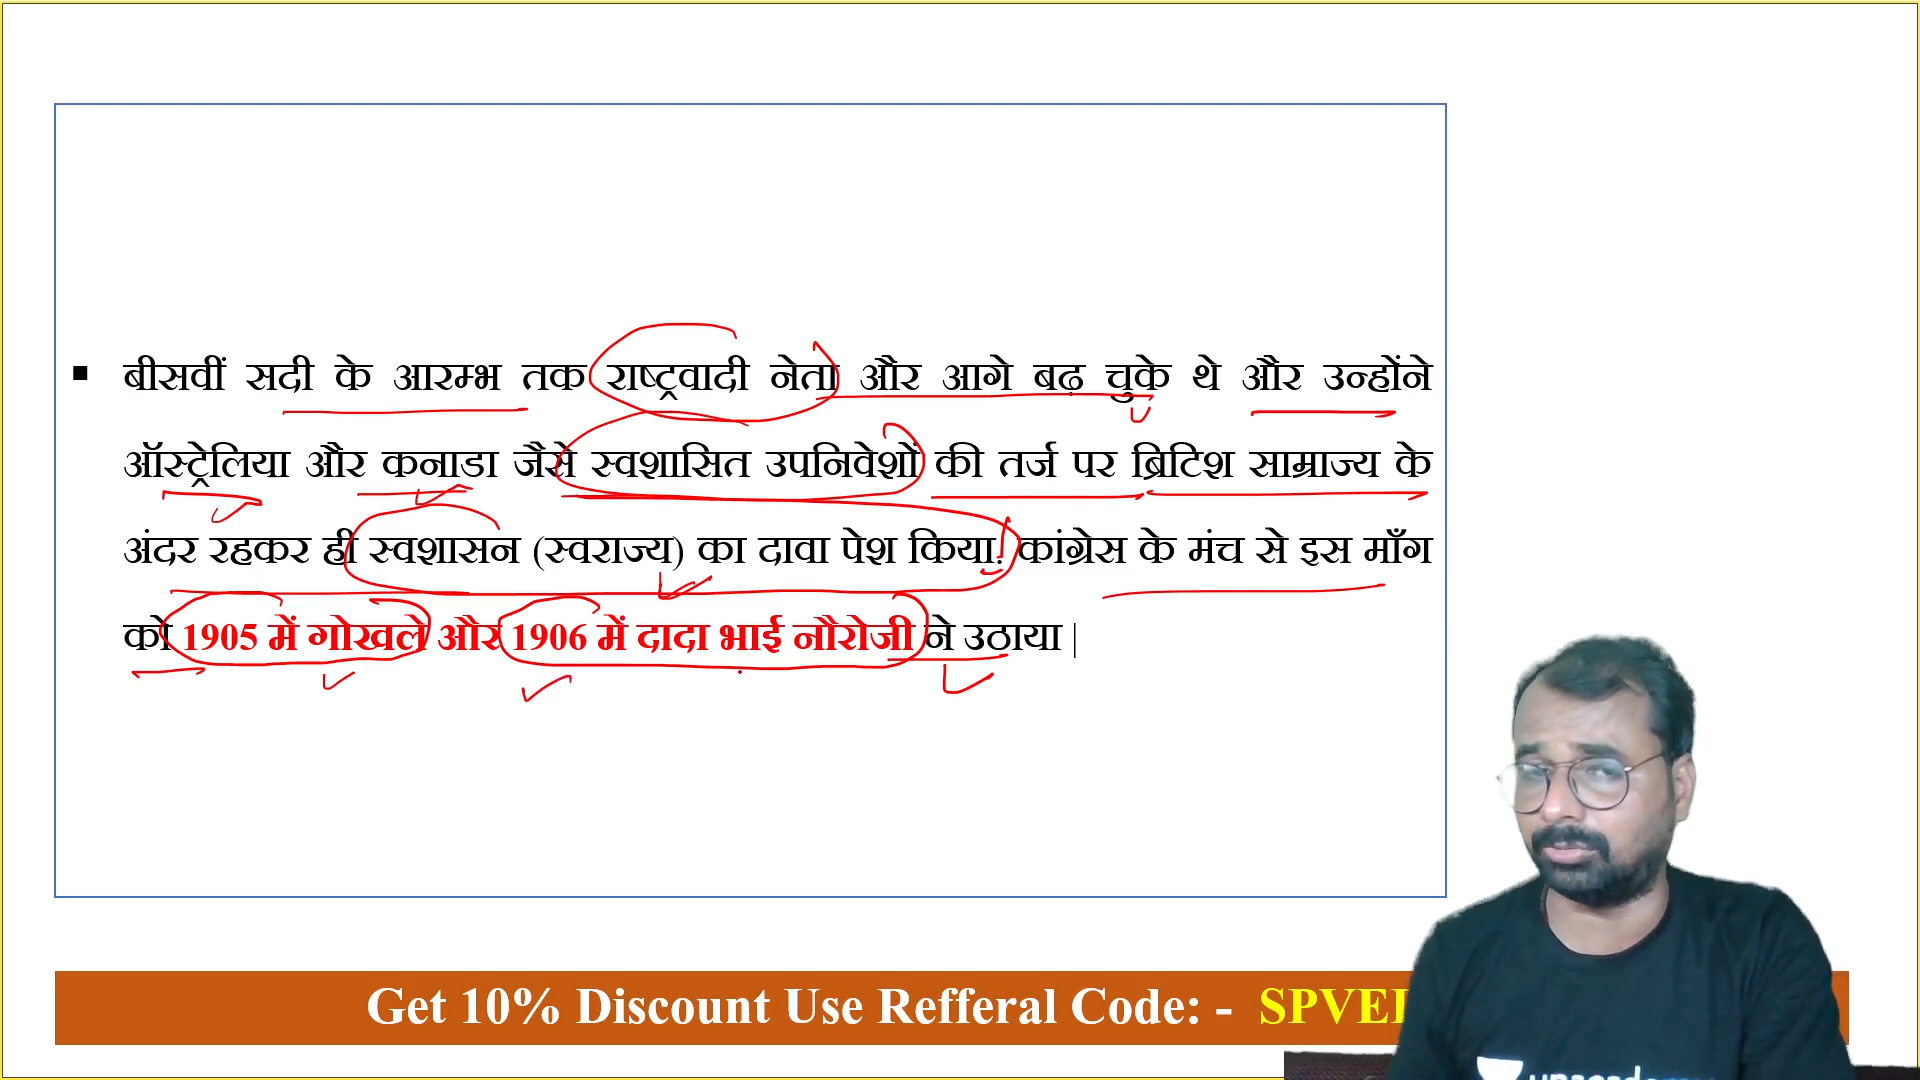 ▪ बीसवीं सदी के आरम्भ तक राष्ट्रवादी नेता और आगे बढ़ चुके थे और उन्होंने
ऑस्ट्रेलिया और कनाडा जैसे स्वशासित उपनिवेशों की तर्ज पर ब्रिटिश साम्राज्य के
अंदर रहकर ही स्वशासन (स्वराज्य) का दावा पेश किया. कांग्रेस के मंच से इस माँग
को 1905 में गोखले और 1906 में दादा भाई नौरोजी ने उठाया |
Get 10% Discount Use Refferal Code: -